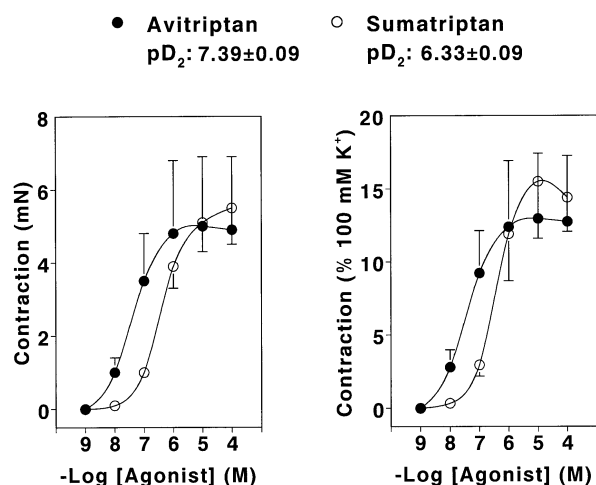 ● Avitriptan
pD₂: 7.39±0.09
○ Sumatriptan
pD₂: 6.33±0.09
Contraction (mN)
8
6
4
2
0
9 8 7 6 5 4
-Log [Agonist] (M)
Contraction (% 100 mM K⁺)
20
15
10
5
0
9 8 7 6 5 4
-Log [Agonist] (M)